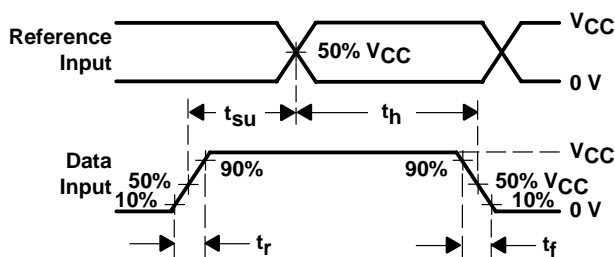 Reference Input
VCC
50% VCC
0 V
tsu
th
Data Input
VCC
90%
90%
50%
50% VCC
10%
10%
0 V
tr
tf